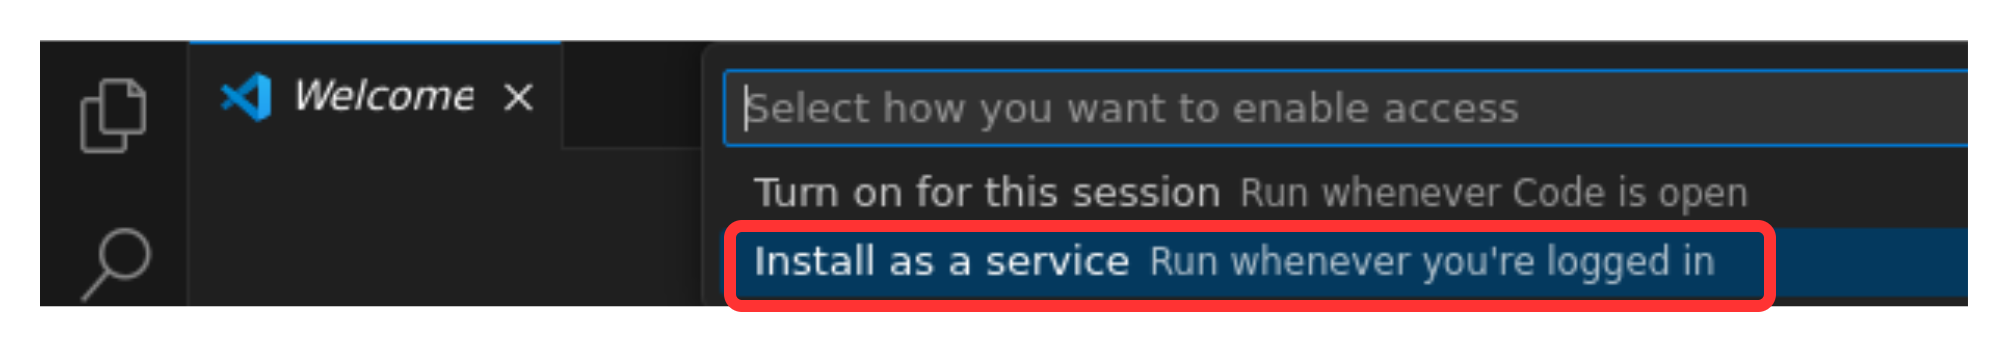 Welcome
Select how you want to enable access
Turn on for this session Run whenever Code is open
Install as a service Run whenever you're logged in